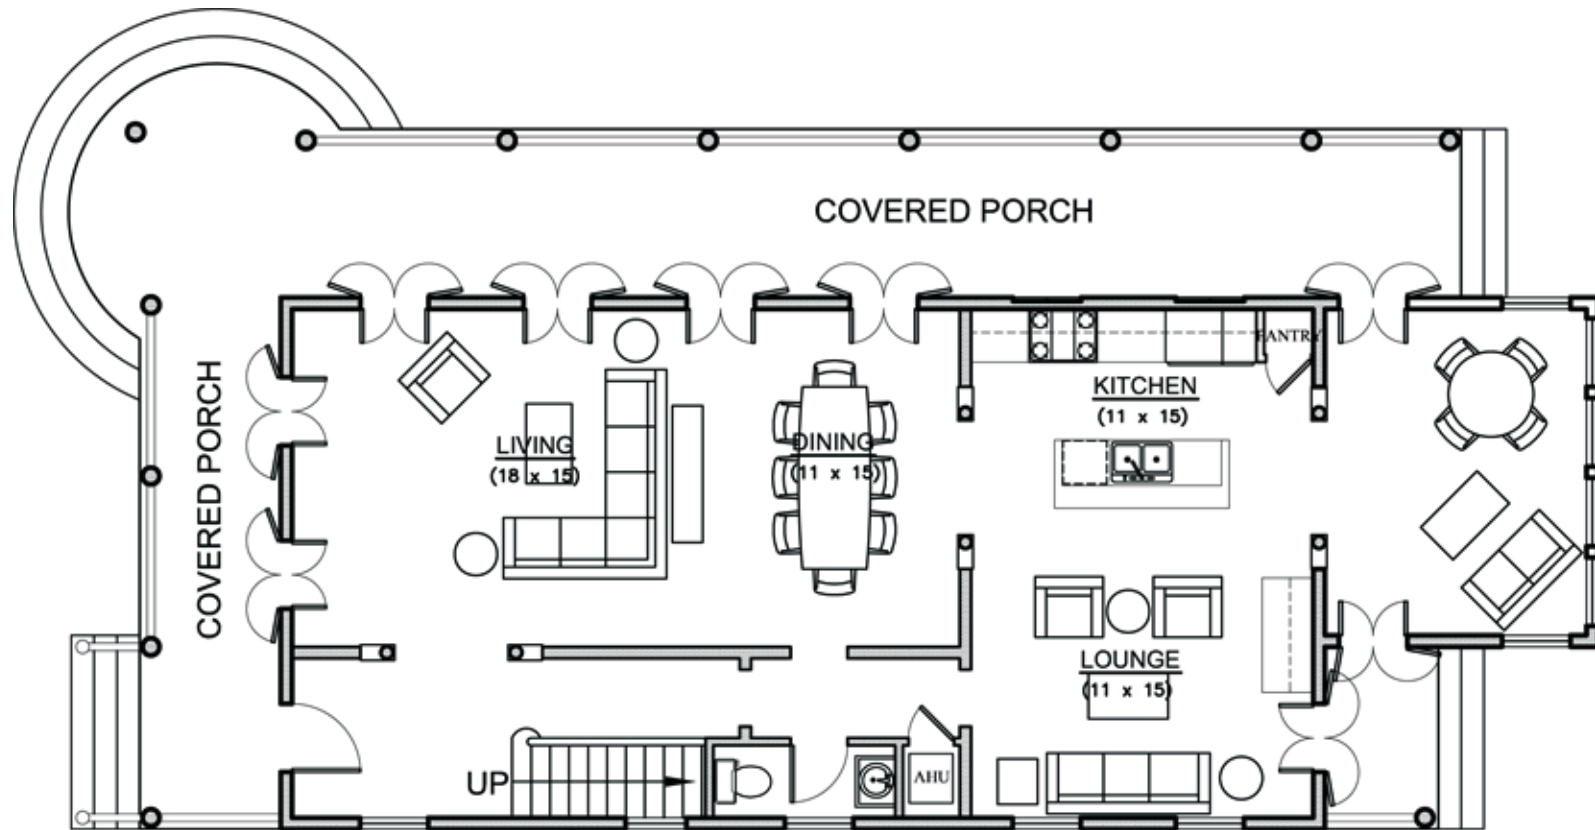 COVERED PORCH
COVERED PORCH
PANTRY
KITCHEN
(11 x 15)
LIVING
(18 x 15)
DINING
(11 x 15)
LOUNGE
(11 x 15)
UP
AHU